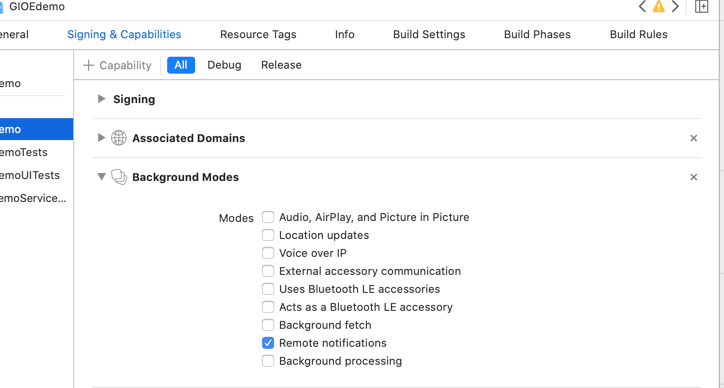 GIOEdemo
eneral Signing & Capabilities Resource Tags Info Build Settings Build Phases Build Rules
+ Capability All Debug Release
emo
Signing
emo
Associated Domains
emoTests
emoUITests
Background Modes
emoService...
Modes Audio, AirPlay, and Picture in Picture
Location updates
Voice over IP
External accessory communication
Uses Bluetooth LE accessories
Acts as a Bluetooth LE accessory
Background fetch
Remote notifications
Background processing